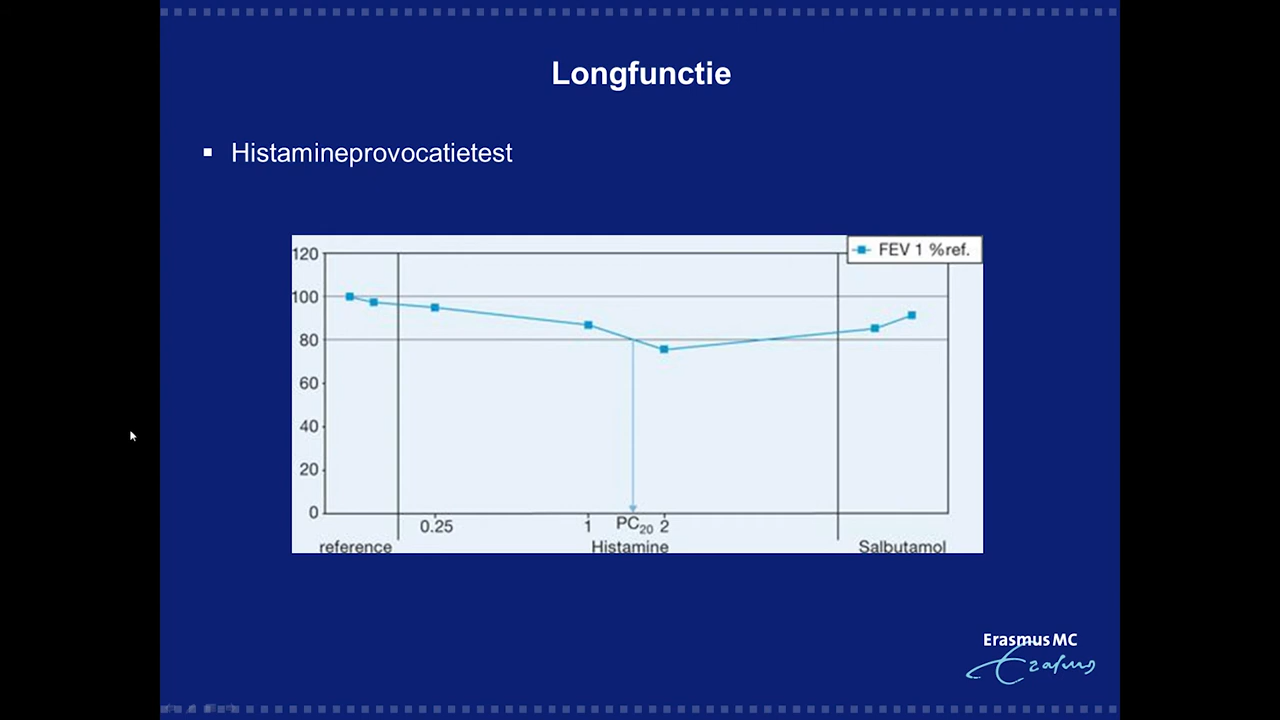 Longfunctie
▪ Histamineprovocatietest
FEV 1 %ref.
120
100
80
60
40
20
0
0.25 1 PC20 2
reference Histamine Salbutamol
Erasmus MC
Erasmus